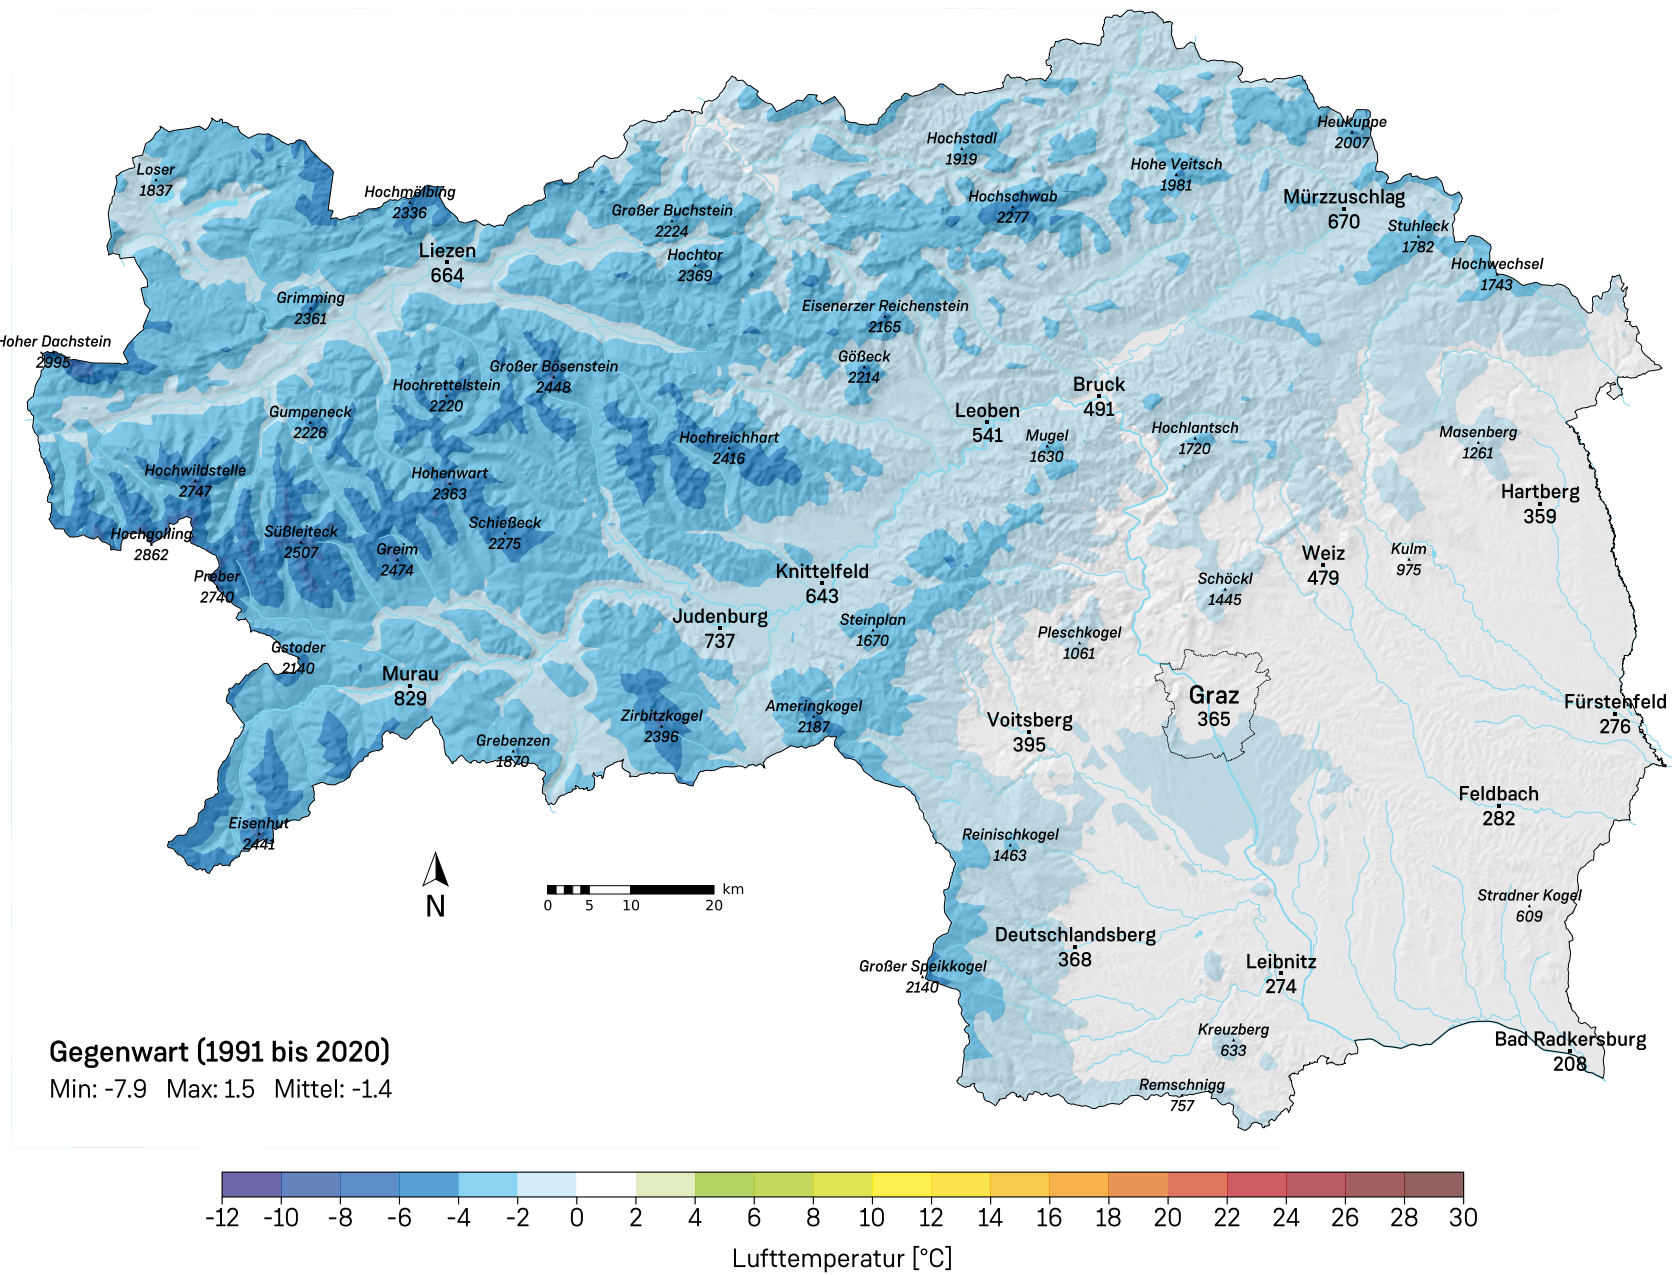 Heukuppe
2007
Hochstadl
1919
Loser
1837
Hohe Veitsch
1981
Hochmölbing
2336
Hochschwab
2277
Mürzzuschlag
670
Großer Buchstein
2224
Stuhleck
1782
Liezen
664
Hochtor
2369
Hochwechsel
1743
Grimming
2361
Eisenerzer Reichenstein
2165
Hoher Dachstein
2995
Gößeck
2214
Großer Bösenstein
2448
Hochrettelstein
2220
Bruck
491
Gumpeneck
2226
Leoben
541
Hochlantsch
1720
Mugel
1630
Masenberg
1261
Hochreichhart
2416
Hochwildstelle
2747
Hohenwart
2363
Hartberg
359
Schießeck
2275
Hochgolling
2862
Süßleiteck
2507
Greim
2474
Kulm
975
Weiz
479
Preber
2740
Knittelfeld
643
Schöckl
1445
Judenburg
737
Steinplan
1670
Pleschkogel
1061
Gstoder
2140
Murau
829
Graz
365
Fürstenfeld
276
Zirbitzkogel
2396
Ameringkogel
2187
Voitsberg
395
Grebenzen
1870
Feldbach
282
Eisenhut
2441
Reinischkogel
1463
Stradner Kogel
609
N
km
0 5 10 20
Deutschlandsberg
368
Großer Speikkogel
2140
Leibnitz
274
Kreuzberg
633
Bad Radkersburg
208
Remschnigg
757
Gegenwart (1991 bis 2020)
Min: -7.9 Max: 1.5 Mittel: -1.4
-12 -10 -8 -6 -4 -2 0 2 4 6 8 10 12 14 16 18 20 22 24 26 28 30
Lufttemperatur [°C]